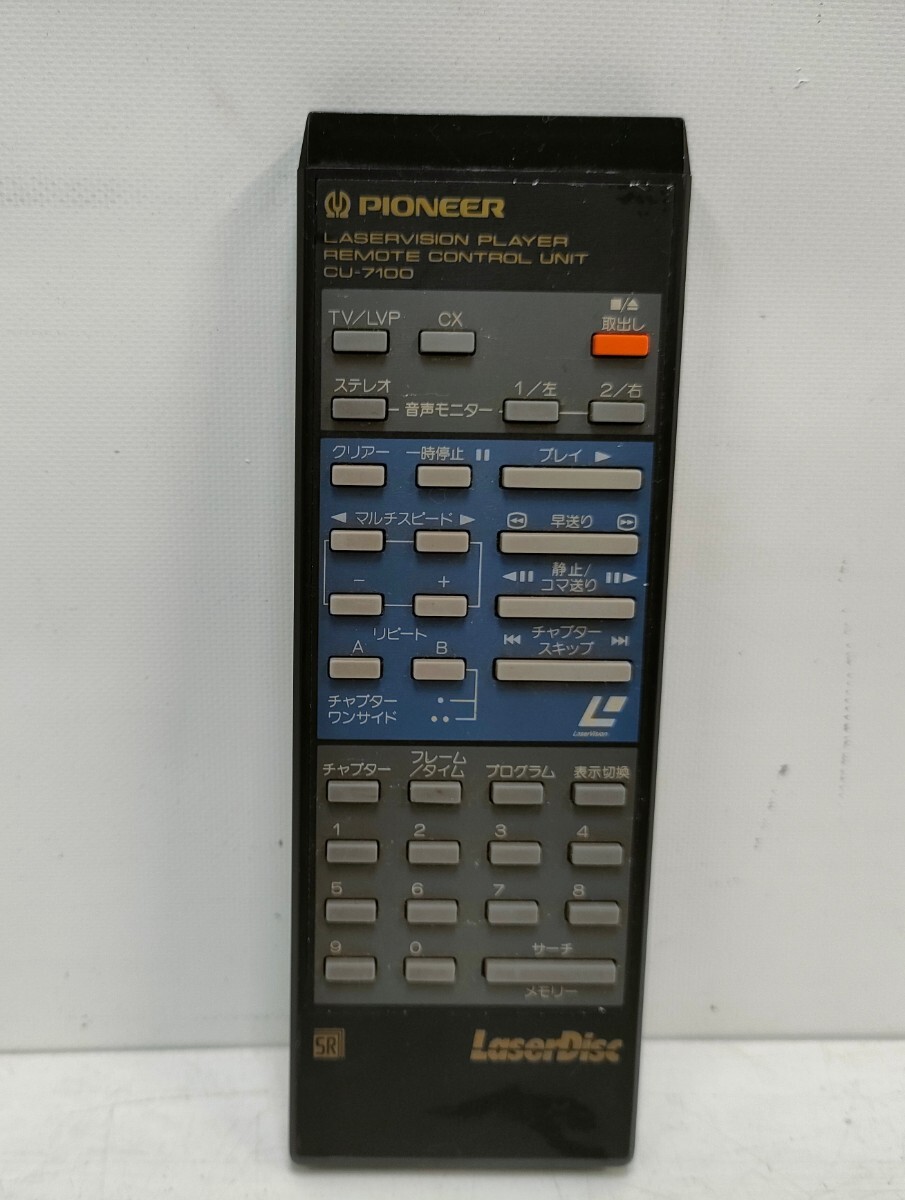 PIONEER
LASERVISION PLAYER
REMOTE CONTROL UNIT
CU-7100
TV/LVP CX ■/⏏
取出し
ステレオ 音声モニター 1/左 2/右
クリアー 一時停止 ⏸ プレイ ▶
◀ マルチスピード ▶ ◀◀ 早送り ▶▶
− + ◀⏸ 静止/ ⏸▶
コマ送り
リピート ⏮ チャプター ⏭
A B スキップ
チャプター •
ワンサイド ••
LaserVision
チャプター フレーム プログラム 表示切換
/タイム
1 2 3 4
5 6 7 8
9 0 サーチ
メモリー
SR LaserDisc